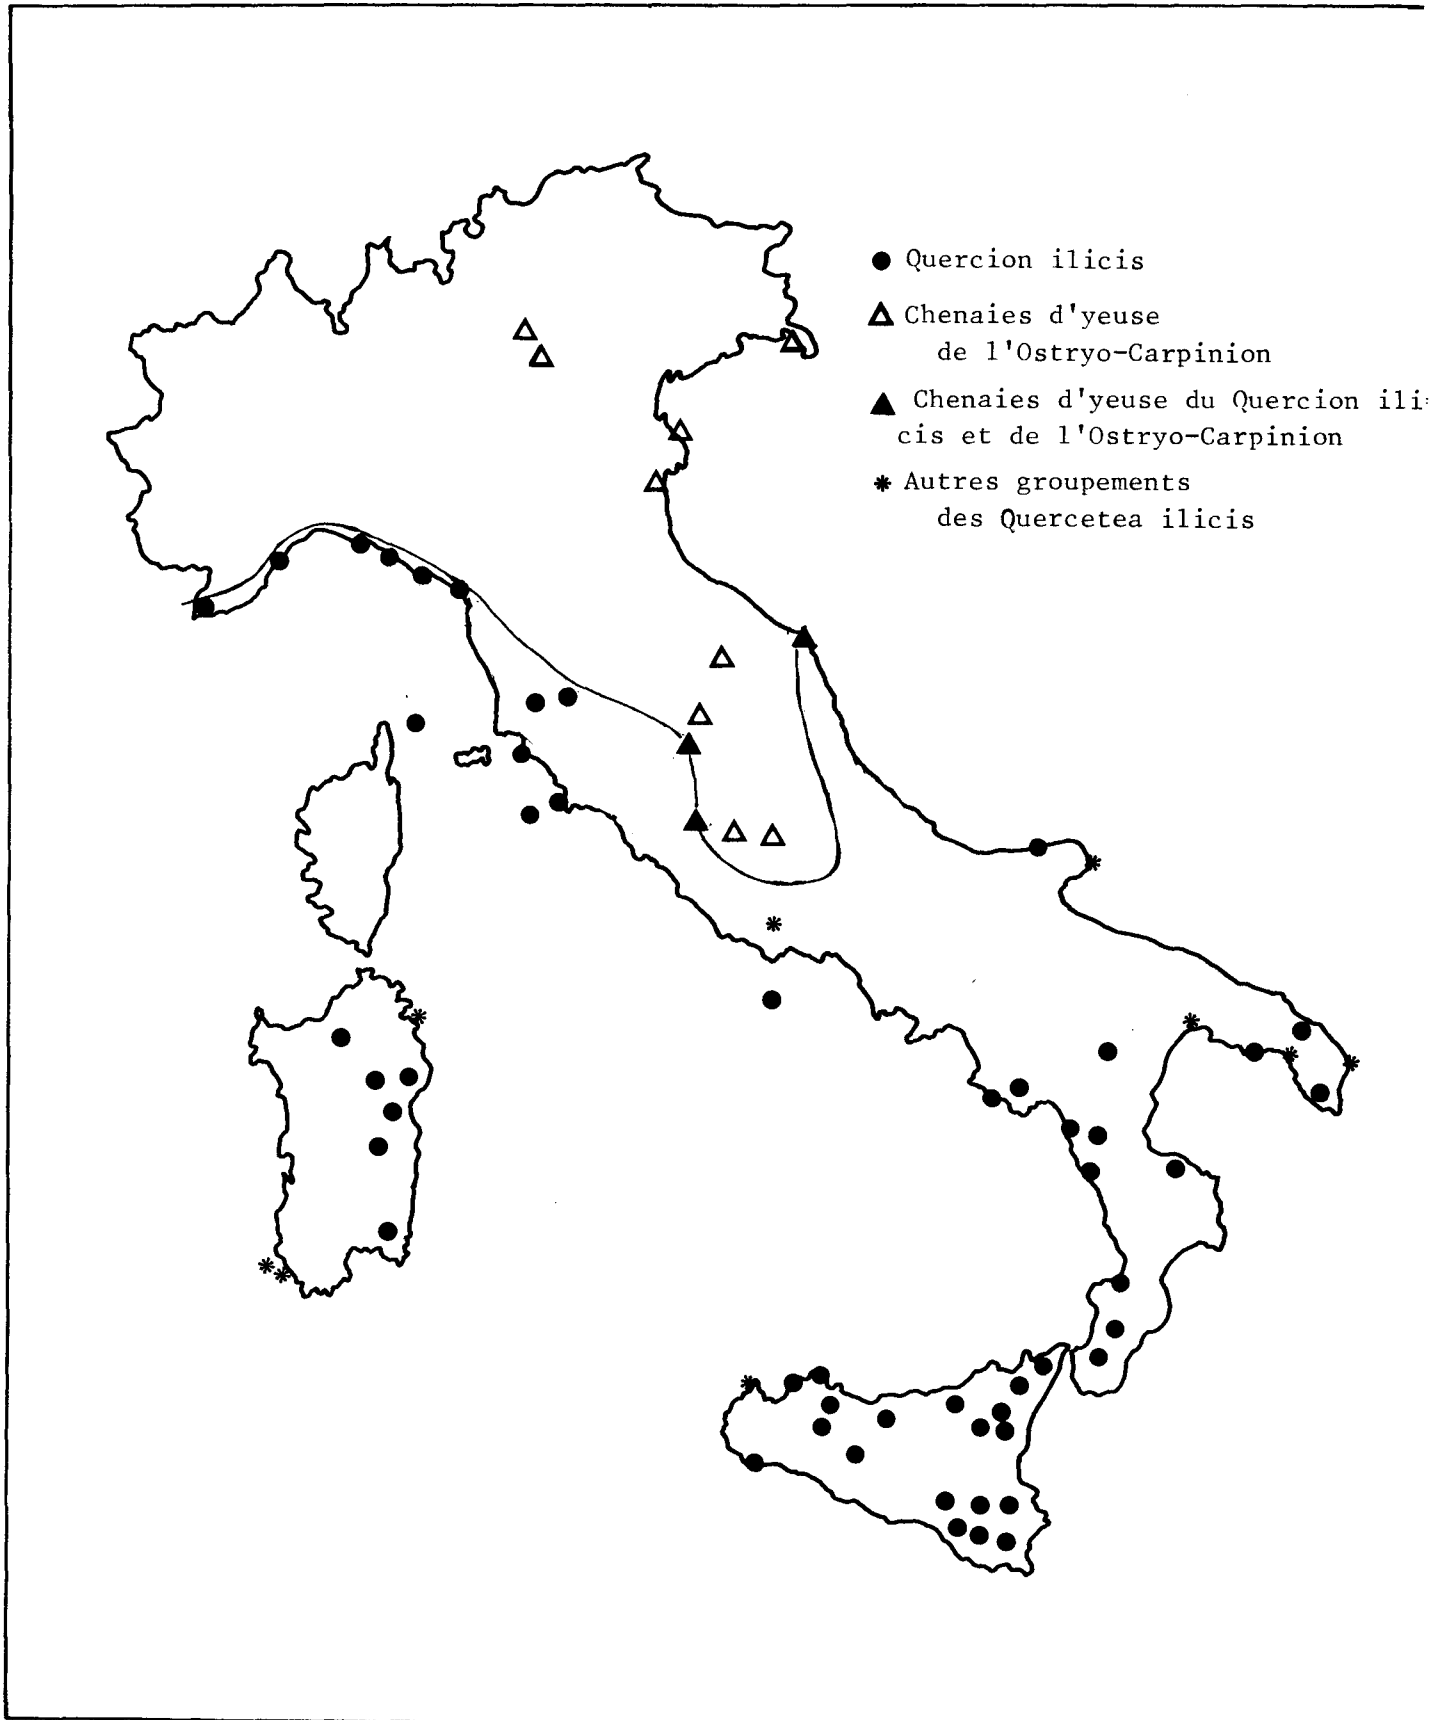 Quercion ilicis
Chenaies d'yeuse
de l'Ostryo-Carpinion
Chenaies d'yeuse du Quercion ili
cis et de l'Ostryo-Carpinion
Autres groupements
des Quercetea ilicis